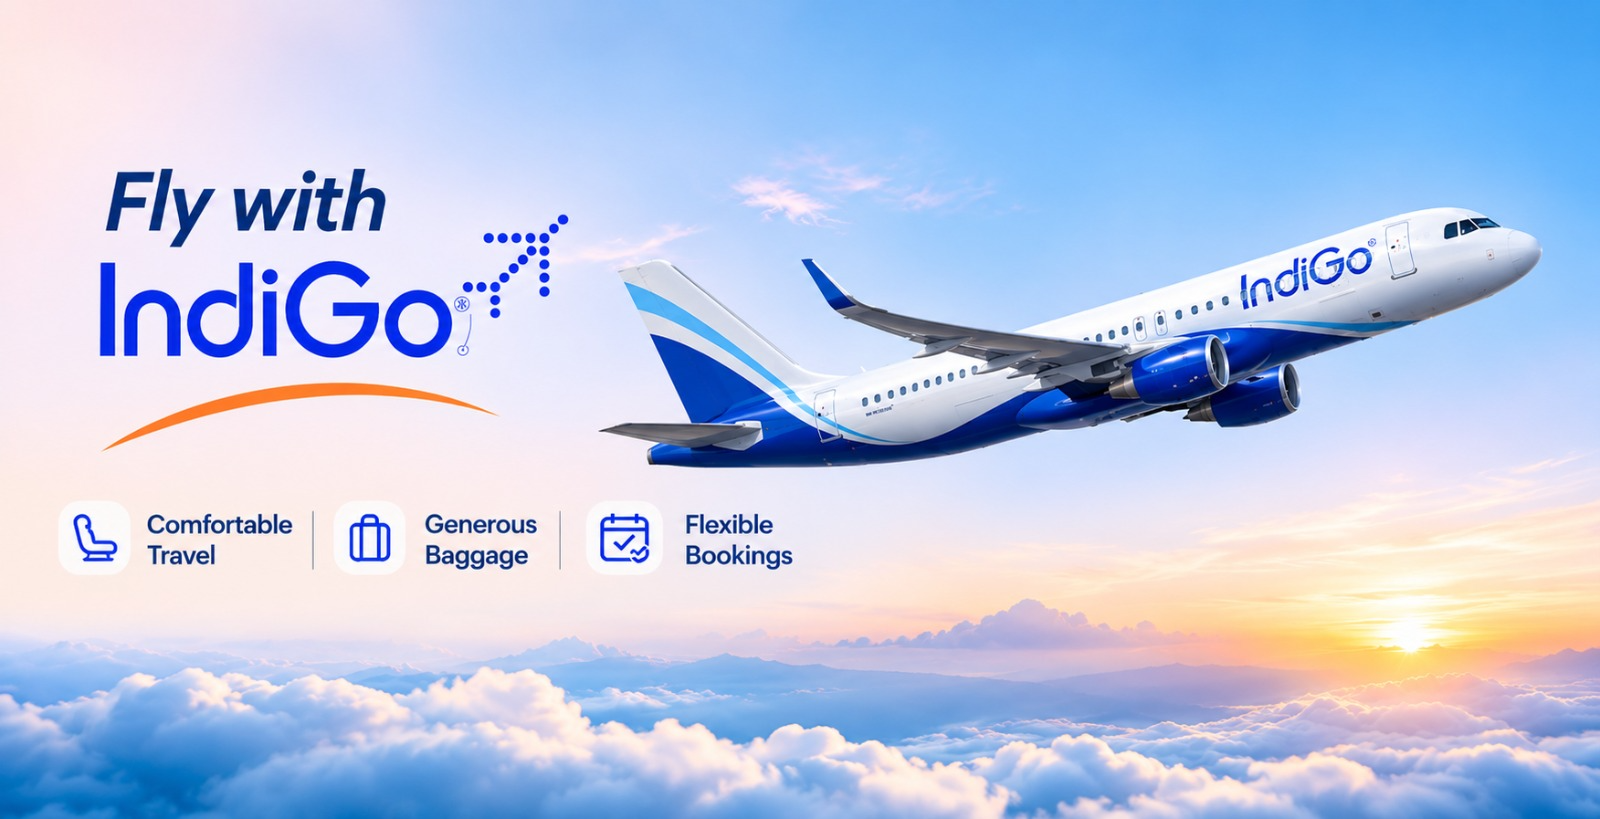 Fly with
IndiGo
IndiGo
Comfortable
Travel
Generous
Baggage
Flexible
Bookings